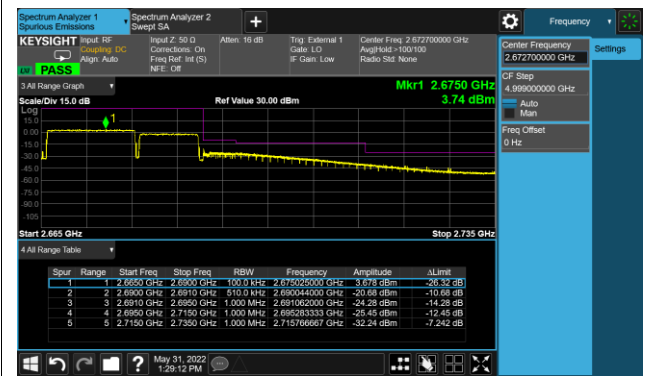 Spectrum Analyzer 1
Spurious Emissions
Spectrum Analyzer 2
Swept SA
Frequency
KEYSIGHT
Input: RF
Coupling: DC
Align: Auto
Input Z: 50 Ω
Corrections: On
Freq Ref: Int (S)
NFE: Off
Atten: 16 dB
Trig: External 1
Gate: LO
IF Gain: Low
Center Freq: 2.672700000 GHz
Avg|Hold:>100/100
Radio Std: None
PASS
Center Frequency
2.672700000 GHz
Settings
CF Step
4.999000000 GHz
Auto
Man
Freq Offset
0 Hz
3 All Range Graph
Mkr1 2.6750 GHz
Scale/Div 15.0 dB
Ref Value 30.00 dBm
3.74 dBm
Log
1
15.0
0.00
-15.0
-30.0
-45.0
-60.0
-75.0
-90.0
-105
Start 2.665 GHz
Stop 2.735 GHz
4 All Range Table
Spur Range Start Freq Stop Freq RBW Frequency Amplitude ΔLimit
1 1 2.6650 GHz 2.6900 GHz 100.0 kHz 2.675025000 GHz 3.678 dBm -26.32 dB
2 2 2.6900 GHz 2.6910 GHz 510.0 kHz 2.690044000 GHz -20.68 dBm -10.68 dB
3 3 2.6910 GHz 2.6950 GHz 1.000 MHz 2.691062000 GHz -24.28 dBm -14.28 dB
4 4 2.6950 GHz 2.7150 GHz 1.000 MHz 2.695283333 GHz -25.45 dBm -12.45 dB
5 5 2.7150 GHz 2.7350 GHz 1.000 MHz 2.715766667 GHz -32.24 dBm -7.242 dB
May 31, 2022
1:29:12 PM